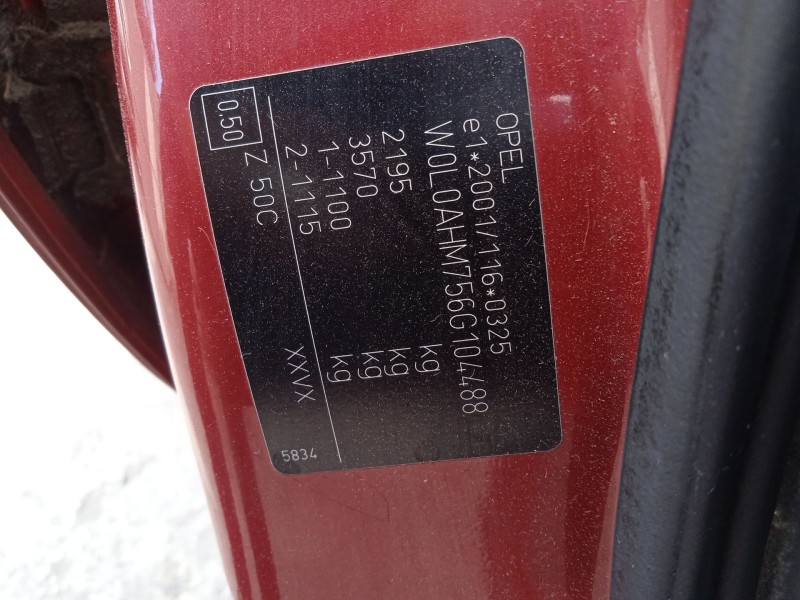 OPEL
e1*2001/116*0325
W0L0AHM756G104488
2195 kg
3570 kg
1-1100 kg
2-1115 kg
XXVX
0.50 Z 50C
5834